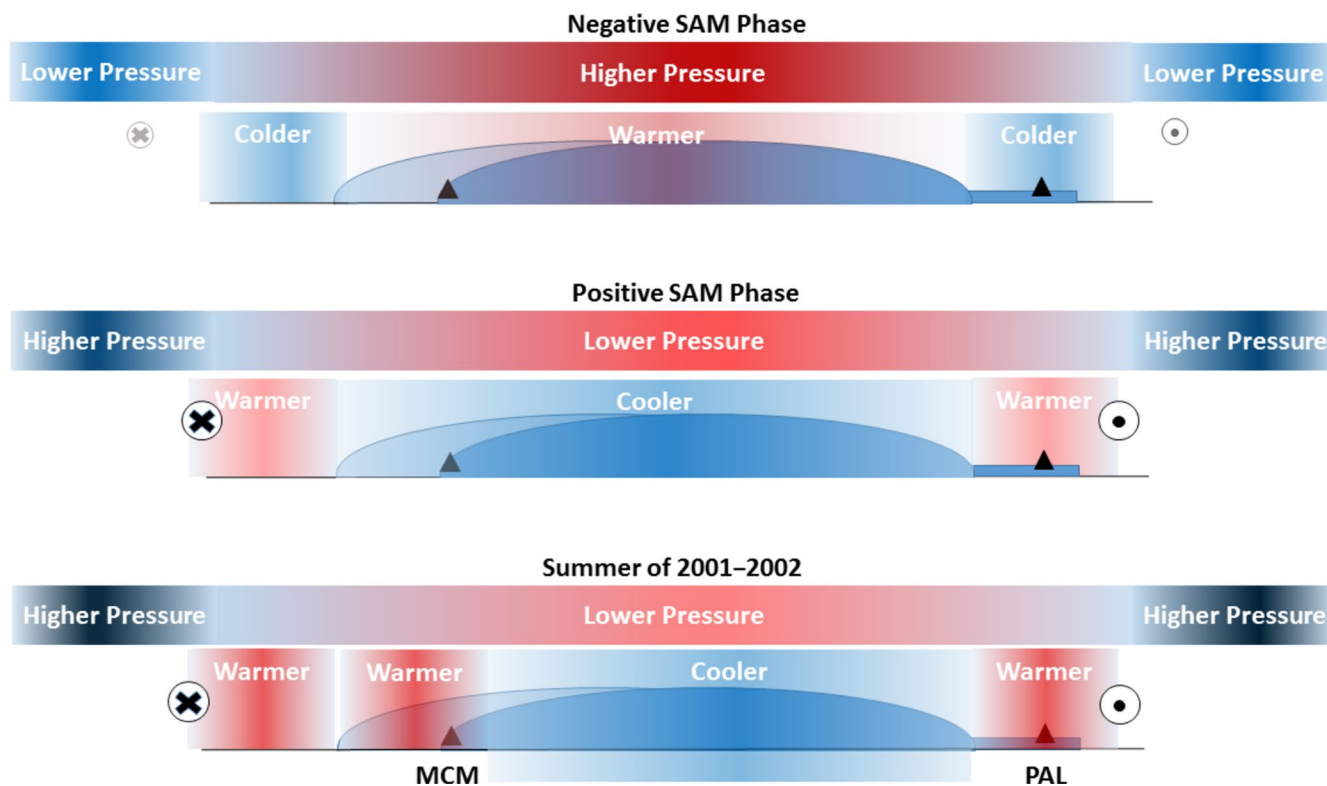 Negative SAM Phase
Lower Pressure Higher Pressure Lower Pressure
Colder Warmer Colder
Positive SAM Phase
Higher Pressure Lower Pressure Higher Pressure
Warmer Cooler Warmer
Summer of 2001–2002
Higher Pressure Lower Pressure Higher Pressure
Warmer Warmer Cooler Warmer
MCM PAL